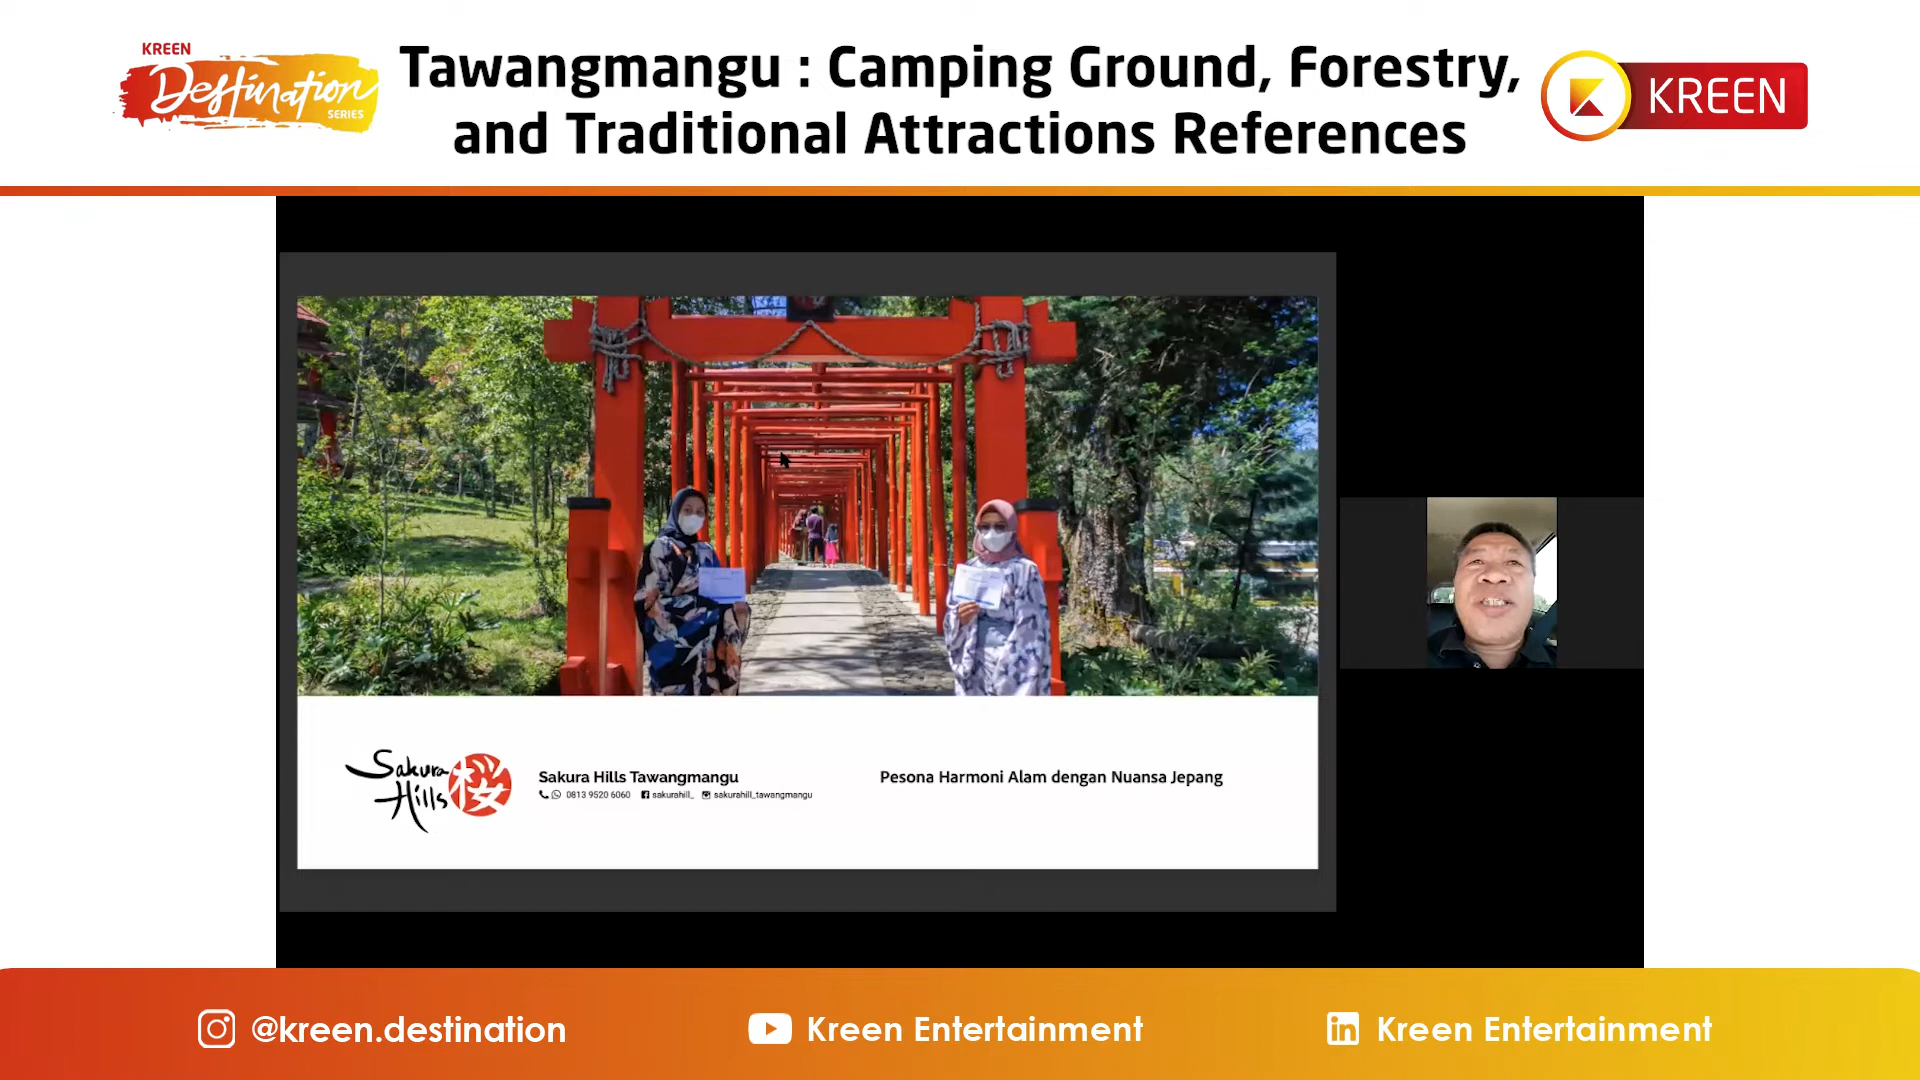 KREEN
Destination
SERIES
Tawangmangu : Camping Ground, Forestry,
and Traditional Attractions References
KREEN
Sakura
Hills
桜
Sakura Hills Tawangmangu
0813 9520 6060 sakurahill_ sakurahill_tawangmangu
Pesona Harmoni Alam dengan Nuansa Jepang
@kreen.destination
Kreen Entertainment
Kreen Entertainment